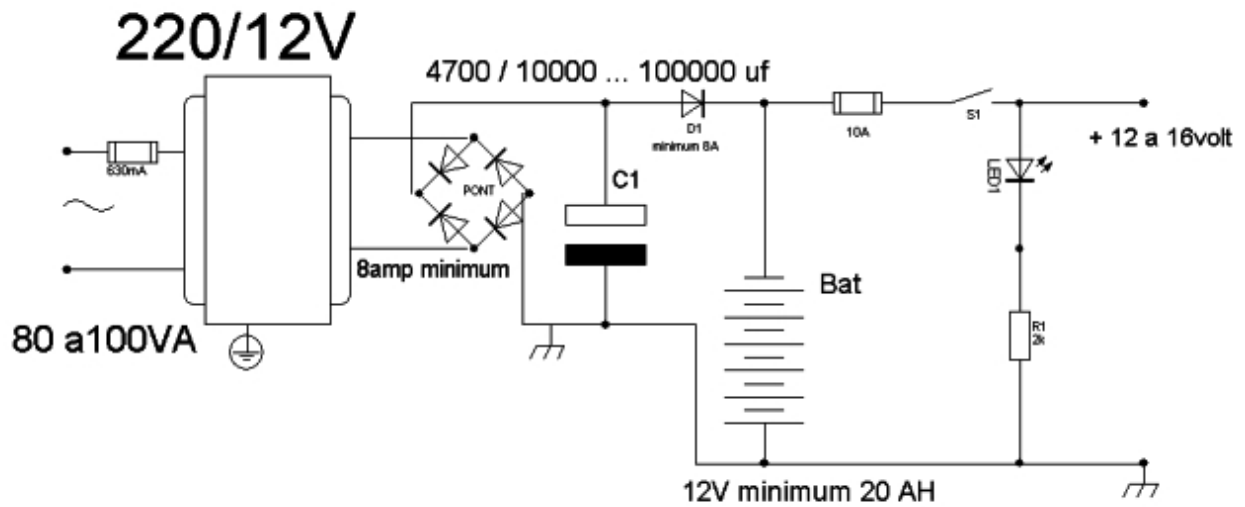 220/12V
4700 / 10000 ... 100000 uf
D1
minimum 6A
10A
S1
+ 12 a 16volt
630mA
PONT
C1
LED1
8amp minimum
Bat
80 a100VA
R1
2k
12V minimum 20 AH